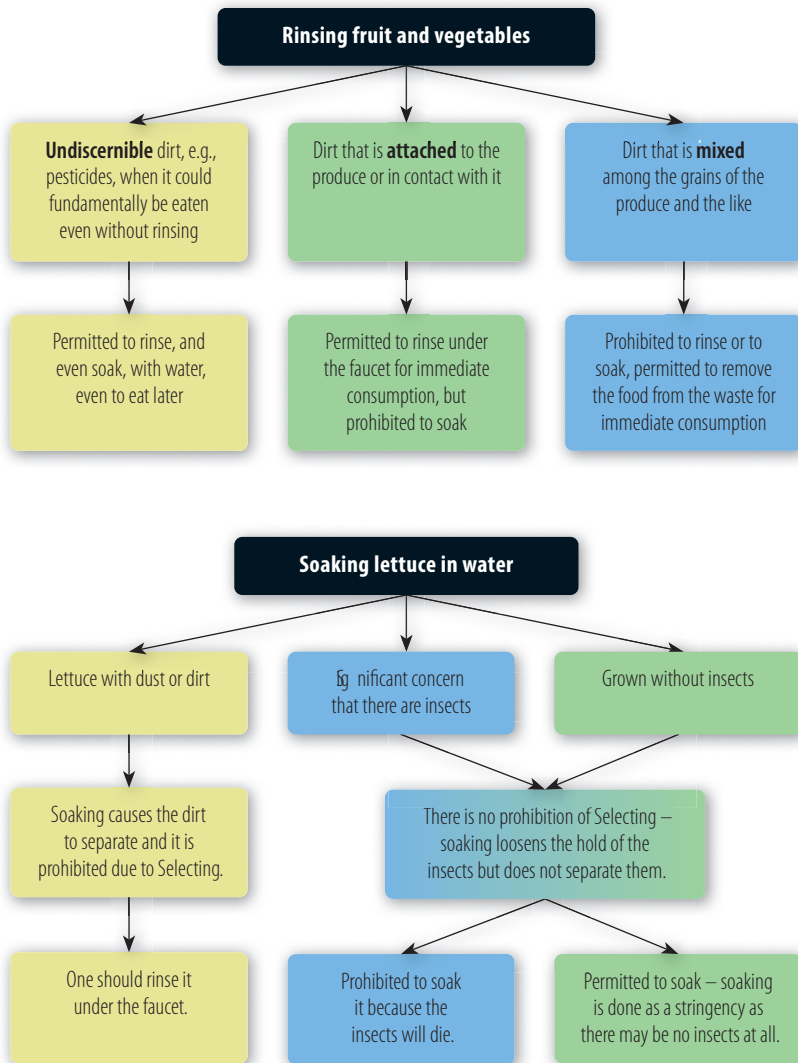 Rinsing fruit and vegetables
Undiscernible dirt, e.g.,
pesticides, when it could
fundamentally be eaten
even without rinsing
Dirt that is attached to the
produce or in contact with it
Dirt that is mixed
among the grains of the
produce and the like
Permitted to rinse, and
even soak, with water,
even to eat later
Permitted to rinse under
the faucet for immediate
consumption, but
prohibited to soak
Prohibited to rinse or to
soak, permitted to remove
the food from the waste for
immediate consumption
Soaking lettuce in water
Lettuce with dust or dirt
Significant concern
that there are insects
Grown without insects
Soaking causes the dirt
to separate and it is
prohibited due to Selecting.
There is no prohibition of Selecting –
soaking loosens the hold of the
insects but does not separate them.
One should rinse it
under the faucet.
Prohibited to soak
it because the
insects will die.
Permitted to soak – soaking
is done as a stringency as
there may be no insects at all.